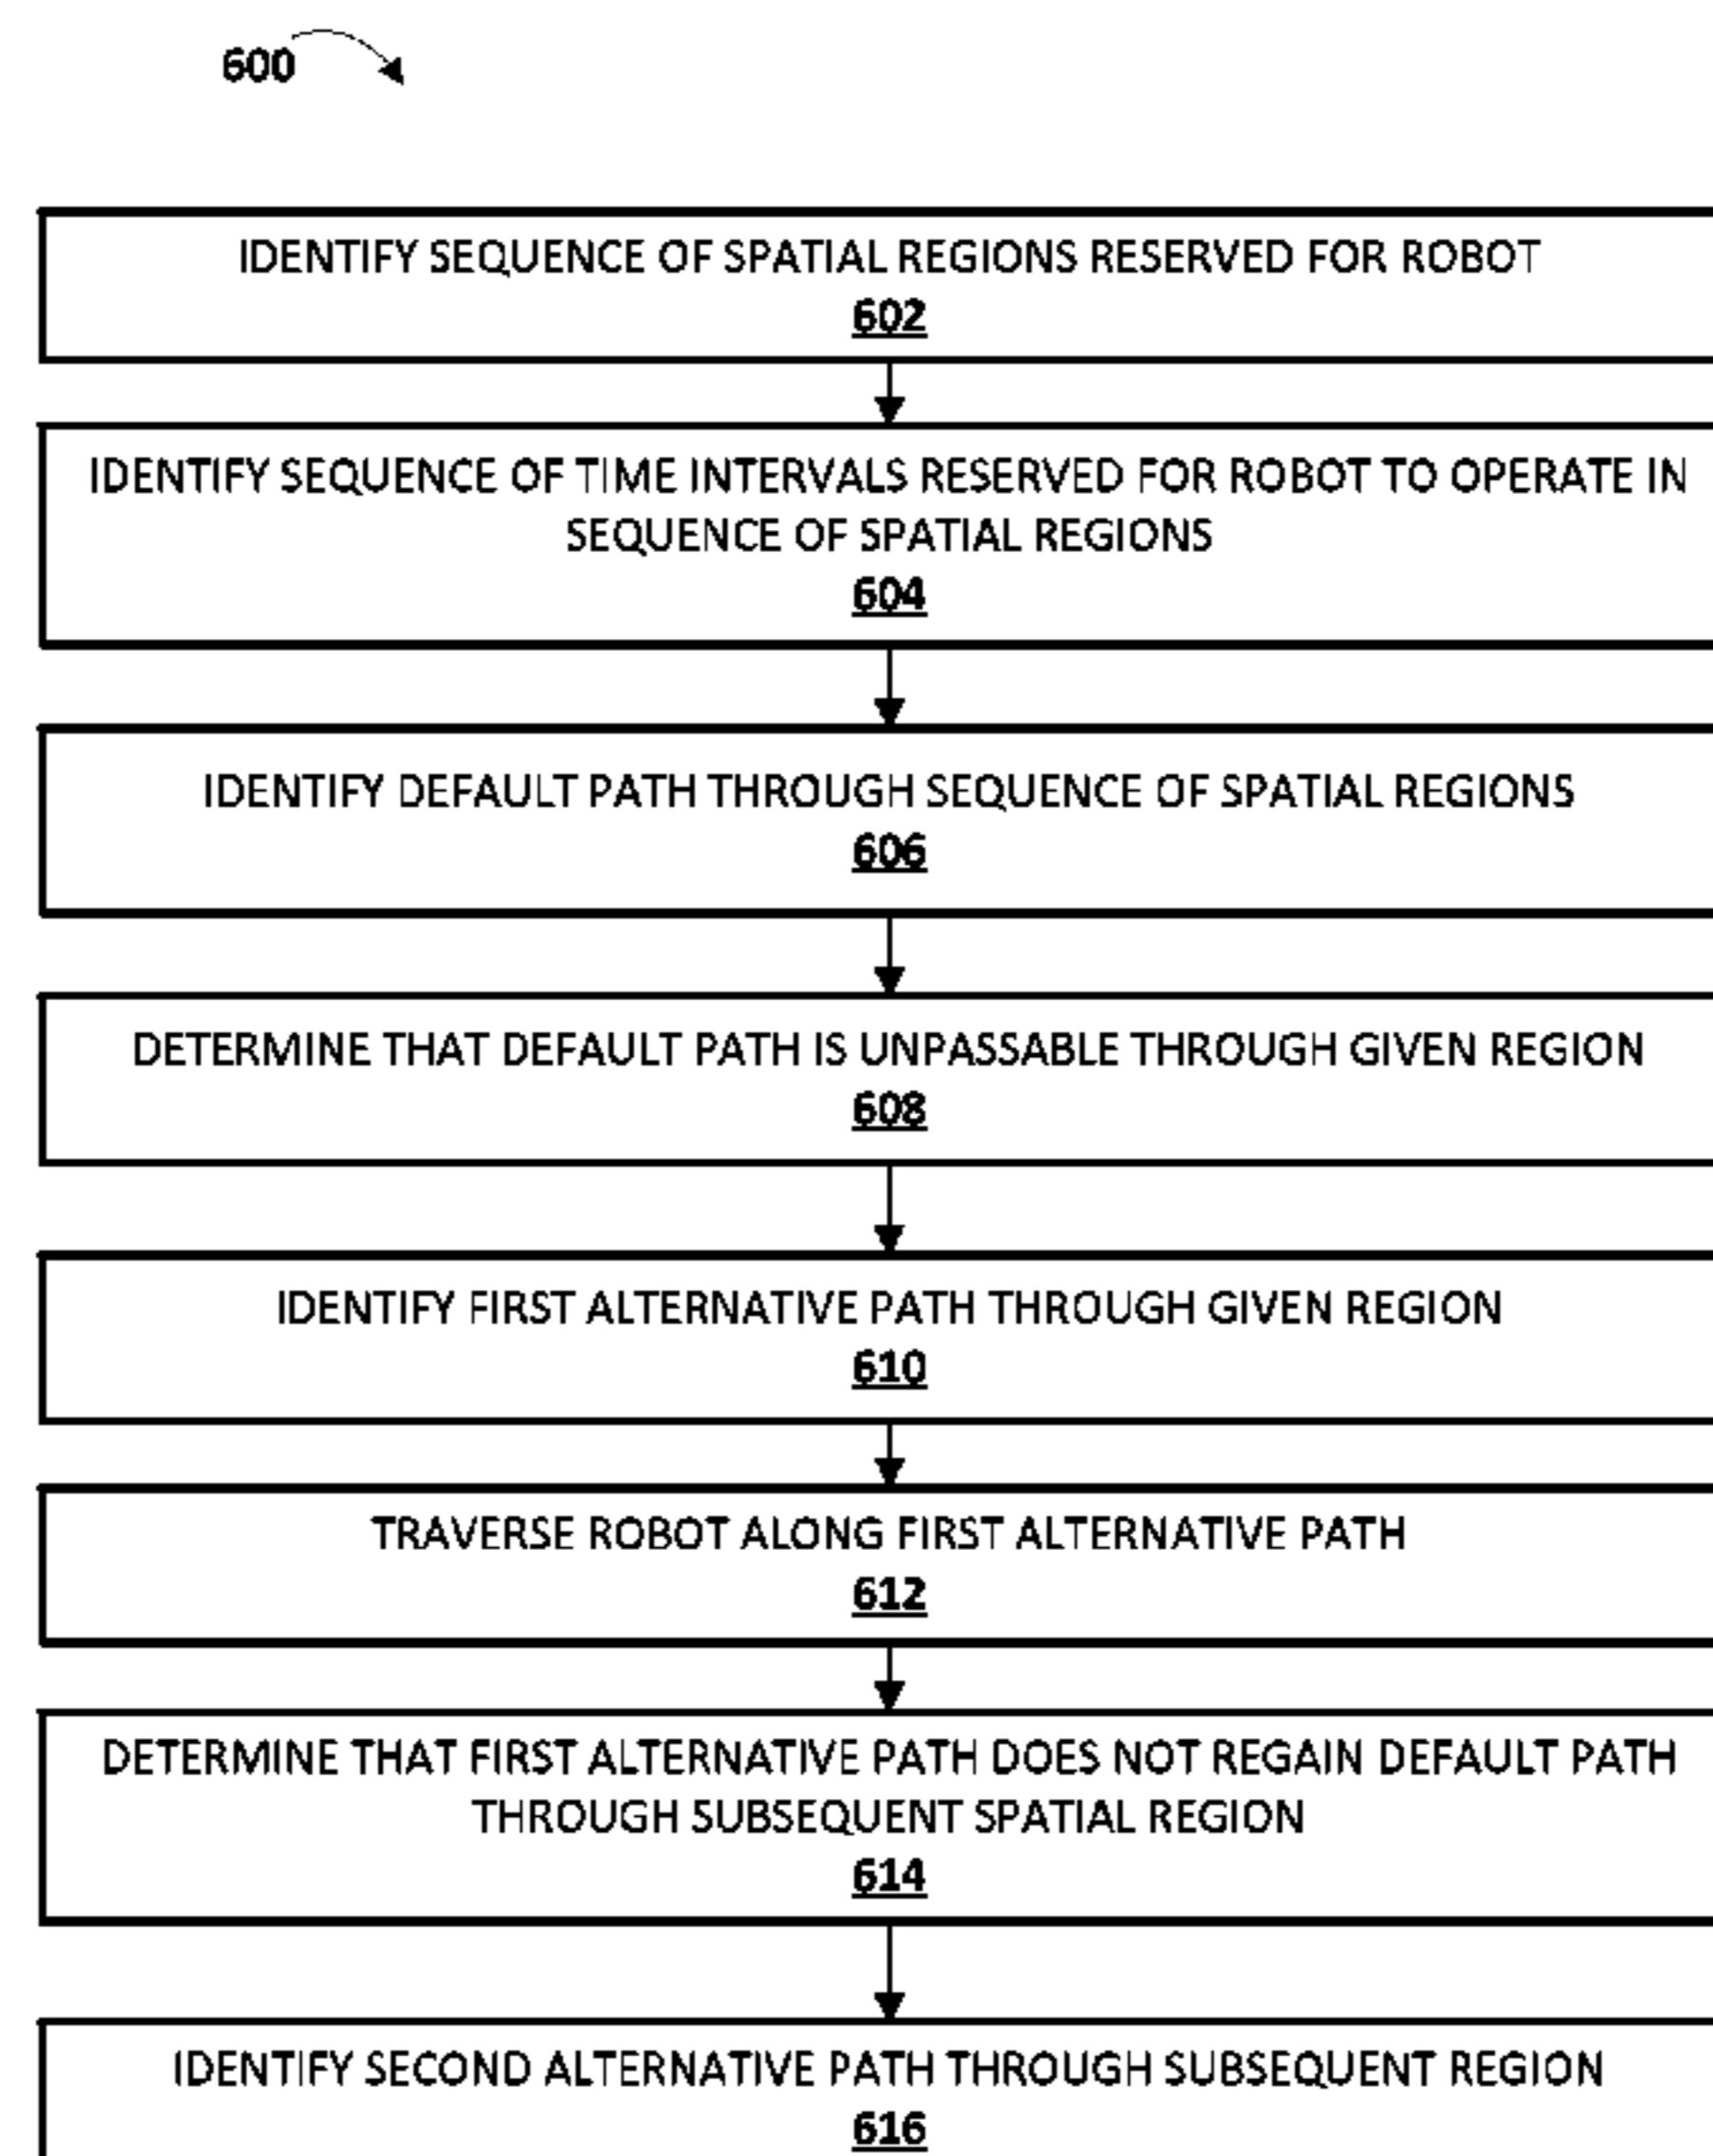 600
IDENTIFY SEQUENCE OF SPATIAL REGIONS RESERVED FOR ROBOT
602
IDENTIFY SEQUENCE OF TIME INTERVALS RESERVED FOR ROBOT TO OPERATE IN
SEQUENCE OF SPATIAL REGIONS
604
IDENTIFY DEFAULT PATH THROUGH SEQUENCE OF SPATIAL REGIONS
606
DETERMINE THAT DEFAULT PATH IS UNPASSABLE THROUGH GIVEN REGION
608
IDENTIFY FIRST ALTERNATIVE PATH THROUGH GIVEN REGION
610
TRAVERSE ROBOT ALONG FIRST ALTERNATIVE PATH
612
DETERMINE THAT FIRST ALTERNATIVE PATH DOES NOT REGAIN DEFAULT PATH
THROUGH SUBSEQUENT SPATIAL REGION
614
IDENTIFY SECOND ALTERNATIVE PATH THROUGH SUBSEQUENT REGION
616